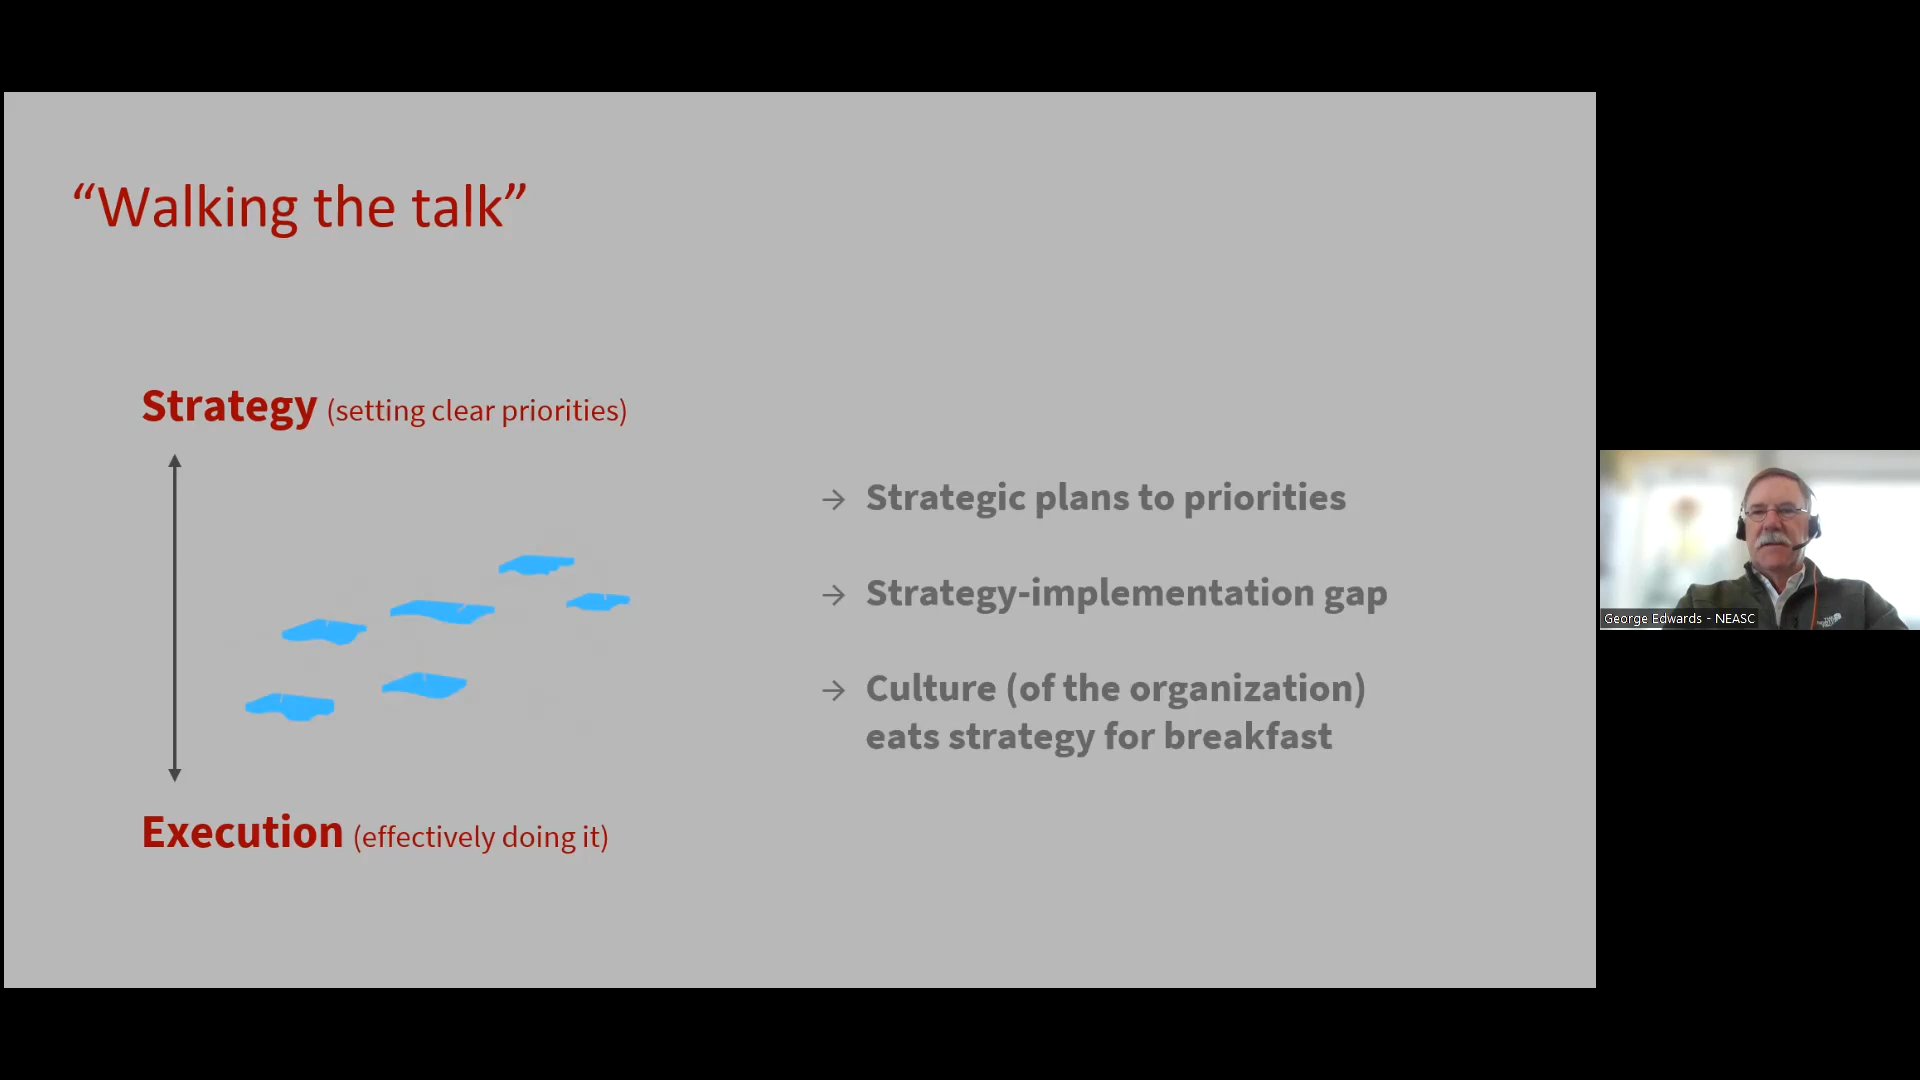 “Walking the talk”
Strategy (setting clear priorities)
→ Strategic plans to priorities
→ Strategy-implementation gap
→ Culture (of the organization)
eats strategy for breakfast
Execution (effectively doing it)
George Edwards - NEASC